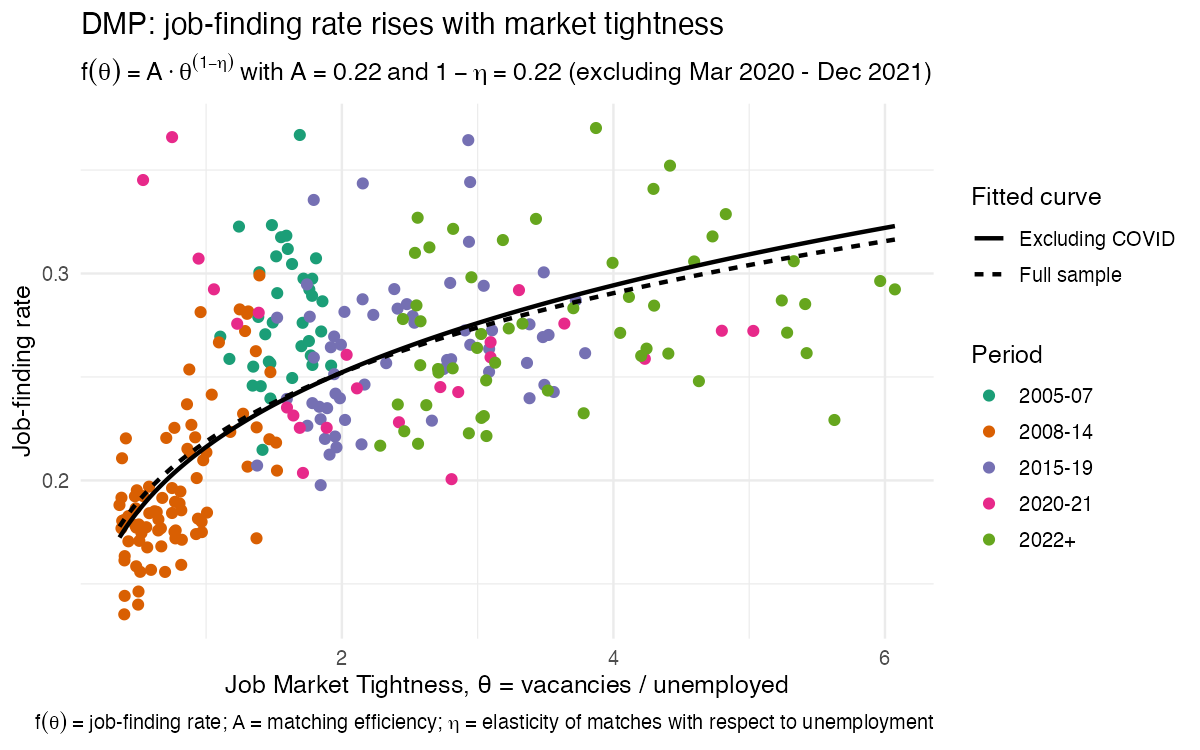 DMP: job-finding rate rises with market tightness
f(θ) = A · θ^(1−η) with A = 0.22 and 1 − η = 0.22 (excluding Mar 2020 - Dec 2021)
Job-finding rate
0.3
0.2
2 4 6
Job Market Tightness, θ = vacancies / unemployed
f(θ) = job-finding rate; A = matching efficiency; η = elasticity of matches with respect to unemployment
Fitted curve
Excluding COVID
Full sample
Period
2005-07
2008-14
2015-19
2020-21
2022+